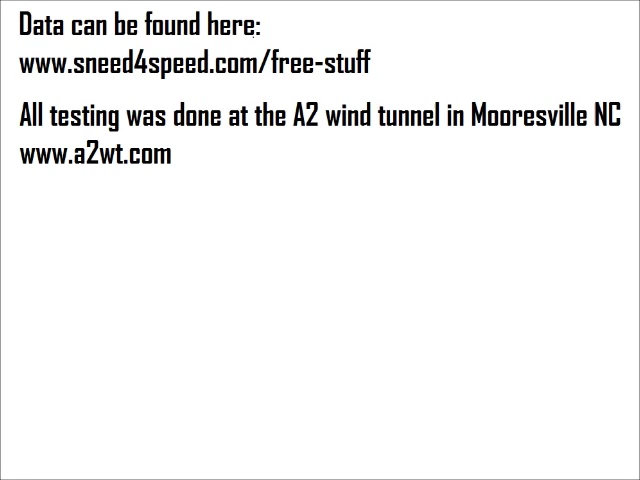 Data can be found here:
www.sneed4speed.com/free-stuff
All testing was done at the A2 wind tunnel in Mooresville NC
www.a2wt.com